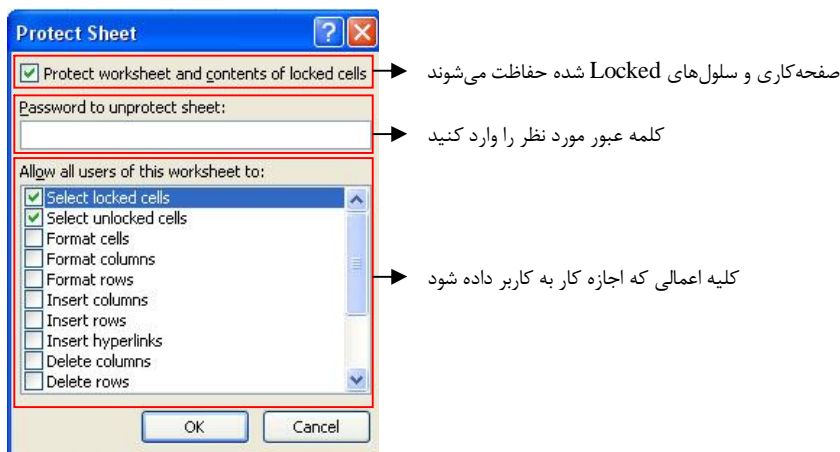 Protect Sheet
Protect worksheet and contents of locked cells
صفحه‌کاری و سلول‌های Locked شده حفاظت می‌شوند
Password to unprotect sheet:
کلمه عبور مورد نظر را وارد کنید
Allow all users of this worksheet to:
Select locked cells
Select unlocked cells
Format cells
Format columns
Format rows
Insert columns
Insert rows
Insert hyperlinks
Delete columns
Delete rows
کلیه اعمالی که اجازه کار به کاربر داده شود
OK
Cancel